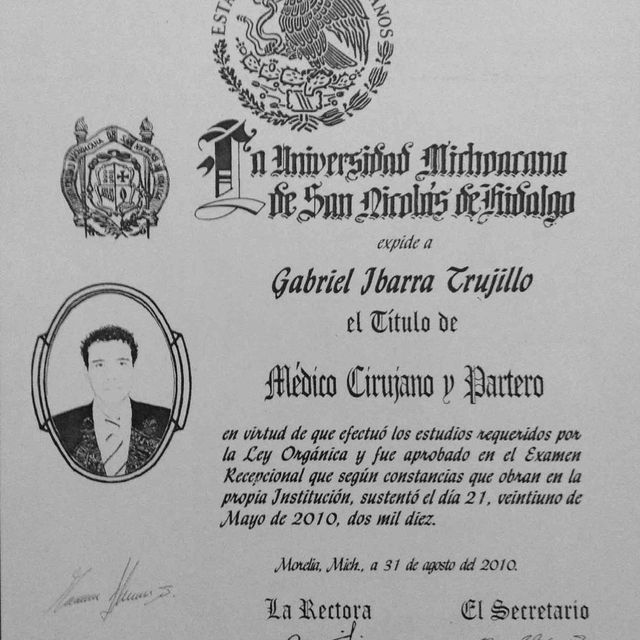 ESTA
ANOS
La Universidad Michoacana
de San Nicolás de Hidalgo
expide a
Gabriel Ibarra Trujillo
el Título de
Médico Cirujano y Partero
en virtud de que efectuó los estudios requeridos por
la Ley Orgánica y fue aprobado en el Examen
Recepcional que según constancias que obran en la
propia Institución, sustentó el día 21, veintiuno de
Mayo de 2010, dos mil diez.
Morelia, Mich., a 31 de agosto del 2010.
La Rectora El Secretario